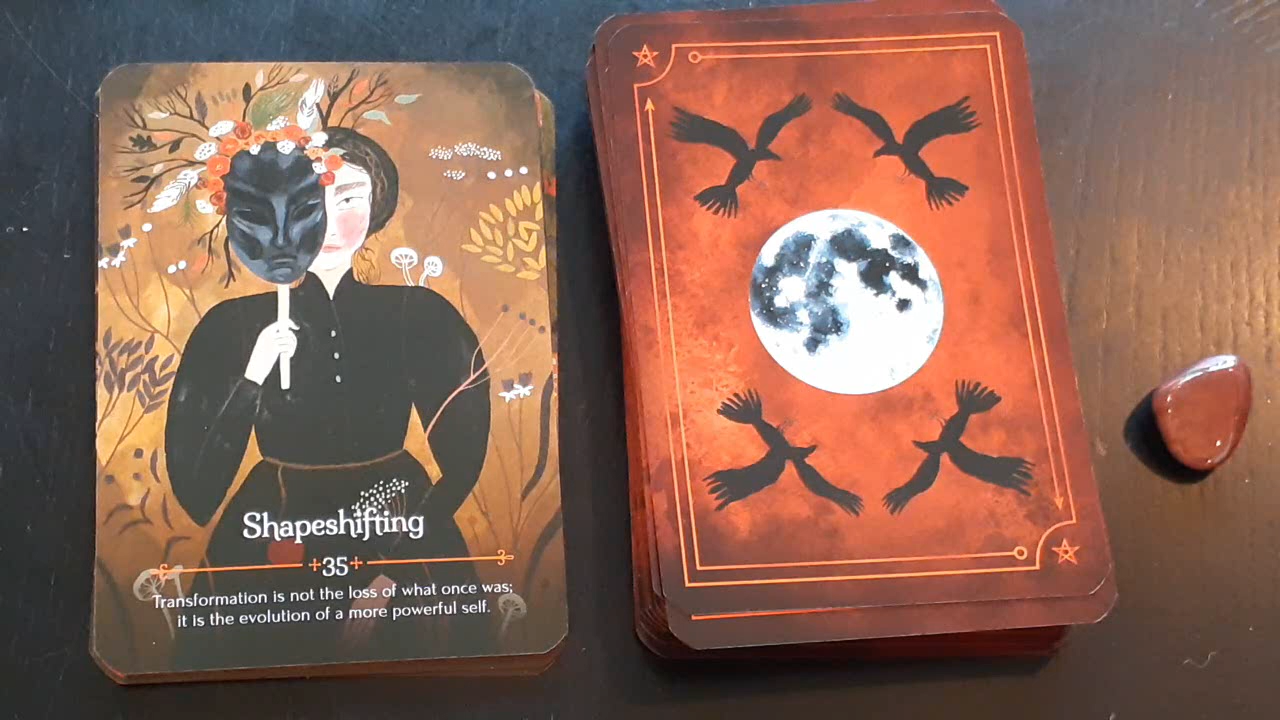 Shapeshifting
+35+
Transformation is not the loss of what once was;
it is the evolution of a more powerful self.